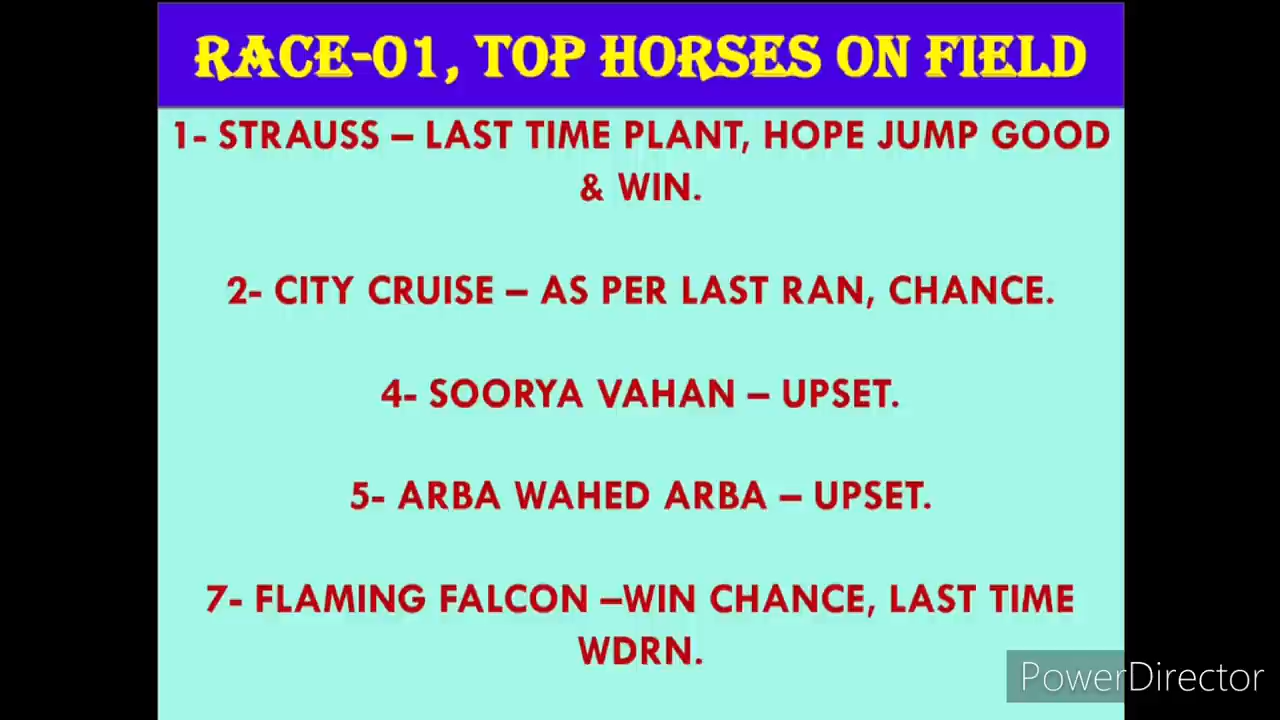 RACE-01, TOP HORSES ON FIELD
1- STRAUSS – LAST TIME PLANT, HOPE JUMP GOOD
& WIN.
2- CITY CRUISE – AS PER LAST RAN, CHANCE.
4- SOORYA VAHAN – UPSET.
5- ARBA WAHED ARBA – UPSET.
7- FLAMING FALCON –WIN CHANCE, LAST TIME
WDRN.
PowerDirector